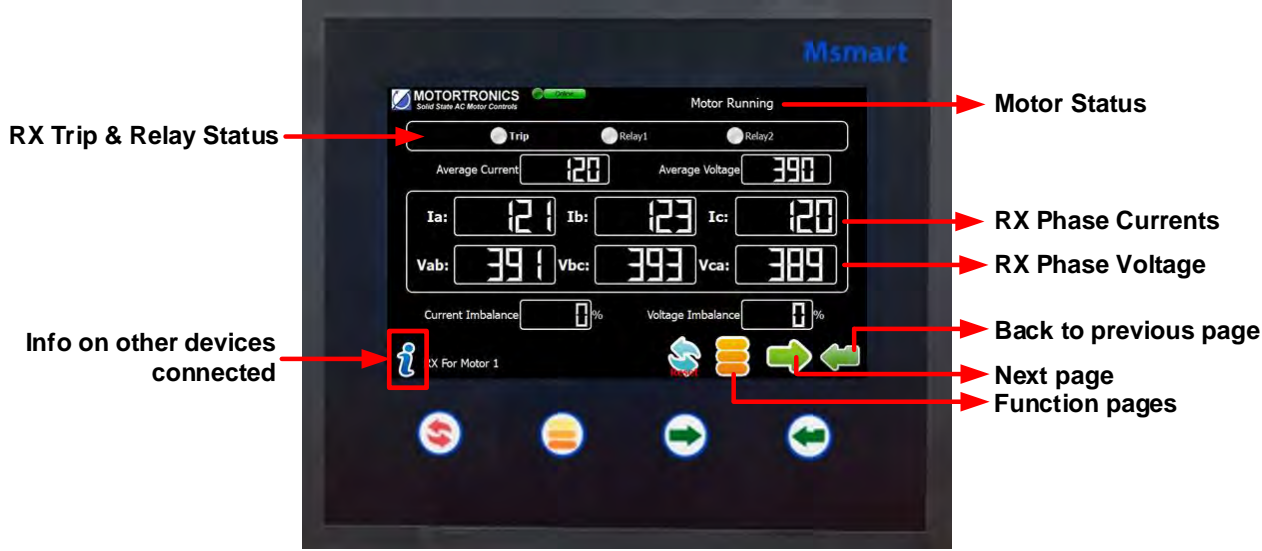 Msmart
MOTORTRONICS
Solid State AC Motor Controls
Online
Motor Running
Motor Status
RX Trip & Relay Status
Trip
Relay1
Relay2
Average Current 120
Average Voltage 390
Ia: 121 Ib: 123 Ic: 120
RX Phase Currents
Vab: 391 Vbc: 393 Vca: 389
RX Phase Voltage
Current Imbalance 0 %
Voltage Imbalance 0 %
Info on other devices
connected
i RX For Motor 1
Reset
Back to previous page
Next page
Function pages